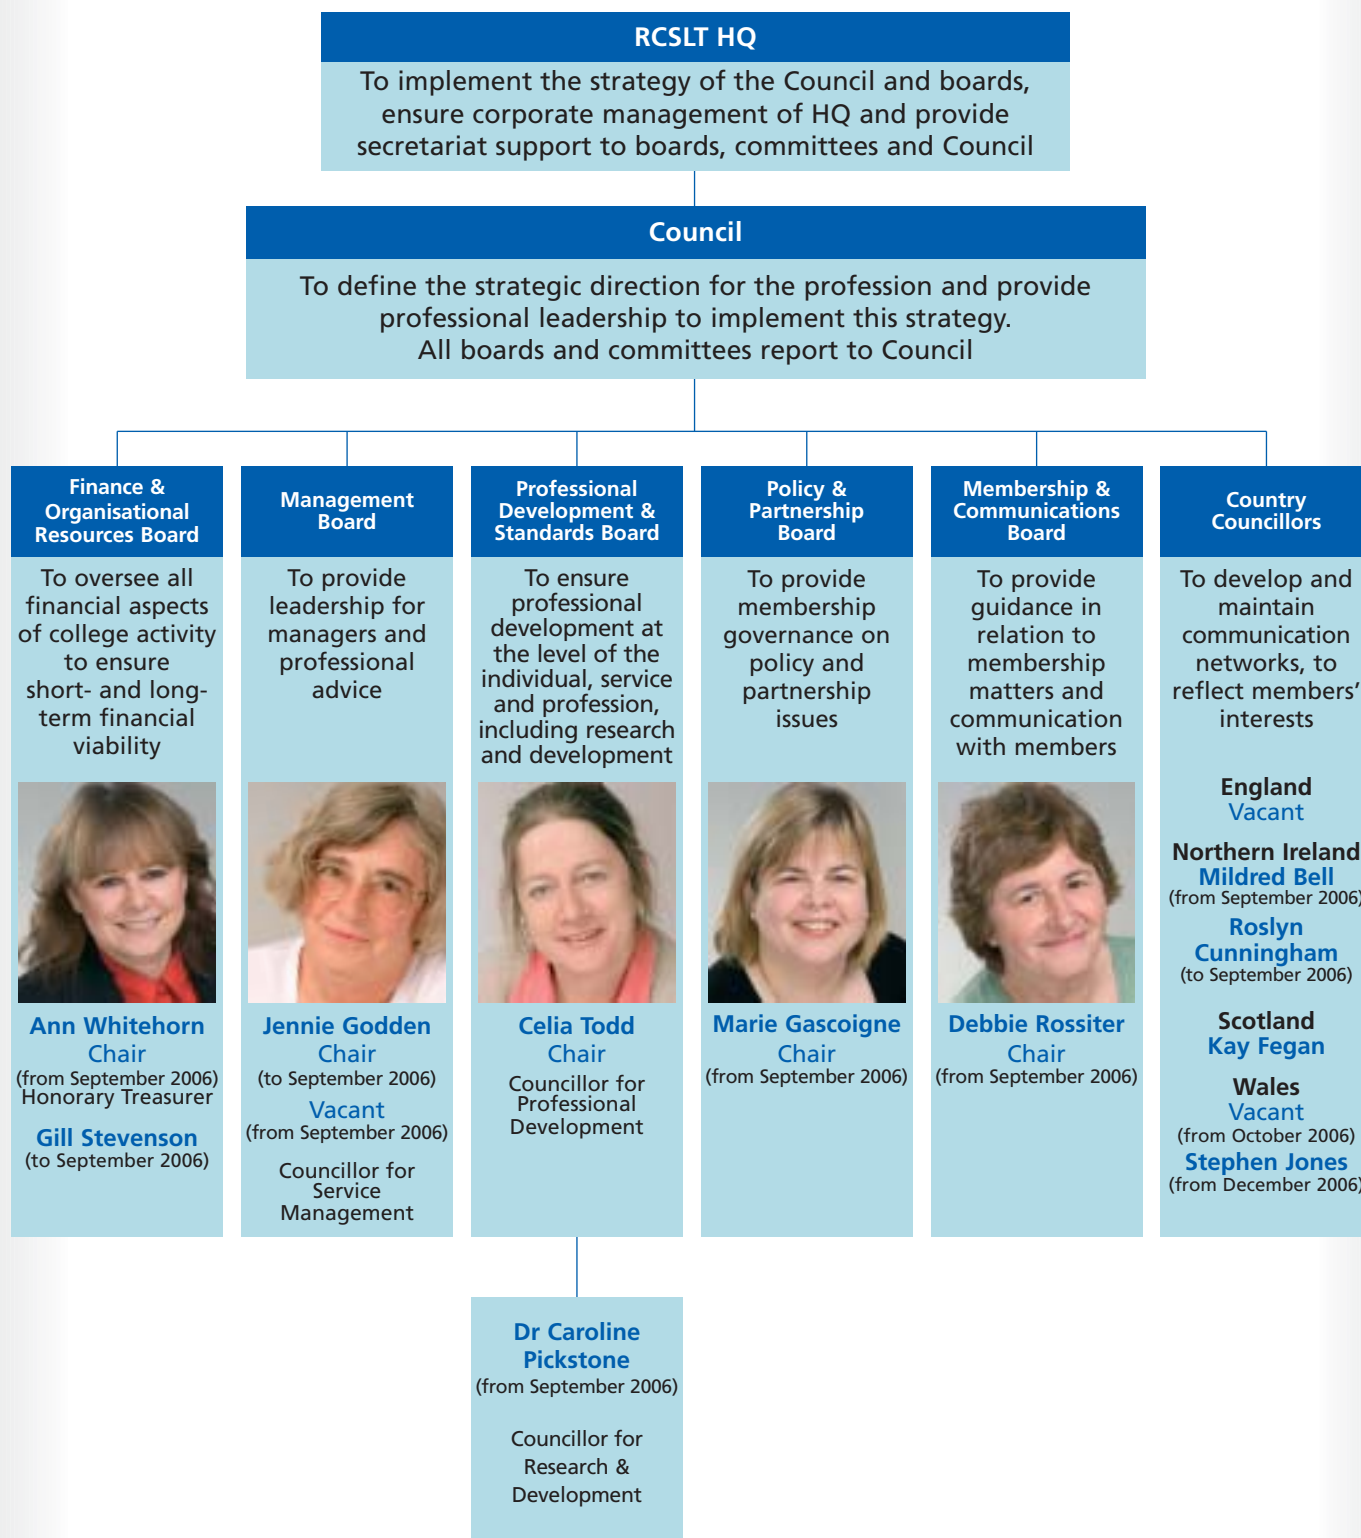 RCSLT HQ
To implement the strategy of the Council and boards,
ensure corporate management of HQ and provide
secretariat support to boards, committees and Council
Council
To define the strategic direction for the profession and provide
professional leadership to implement this strategy.
All boards and committees report to Council
Finance &
Organisational
Resources Board
To oversee all
financial aspects
of college activity
to ensure
short- and long-
term financial
viability
Ann Whitehorn
Chair
(from September 2006)
Honorary Treasurer
Gill Stevenson
(to September 2006)
Management
Board
To provide
leadership for
managers and
professional
advice
Jennie Godden
Chair
(to September 2006)
Vacant
(from September 2006)
Councillor for
Service
Management
Professional
Development &
Standards Board
To ensure
professional
development at
the level of the
individual, service
and profession,
including research
and development
Celia Todd
Chair
Councillor for
Professional
Development
Dr Caroline
Pickstone
(from September 2006)
Councillor for
Research &
Development
Policy &
Partnership
Board
To provide
membership
governance on
policy and
partnership
issues
Marie Gascoigne
Chair
(from September 2006)
Membership &
Communications
Board
To provide
guidance in
relation to
membership
matters and
communication
with members
Debbie Rossiter
Chair
(from September 2006)
Country
Councillors
To develop and
maintain
communication
networks, to
reflect members’
interests
England
Vacant
Northern Ireland
Mildred Bell
(from September 2006)
Roslyn
Cunningham
(to September 2006)
Scotland
Kay Fegan
Wales
Vacant
(from October 2006)
Stephen Jones
(from December 2006)